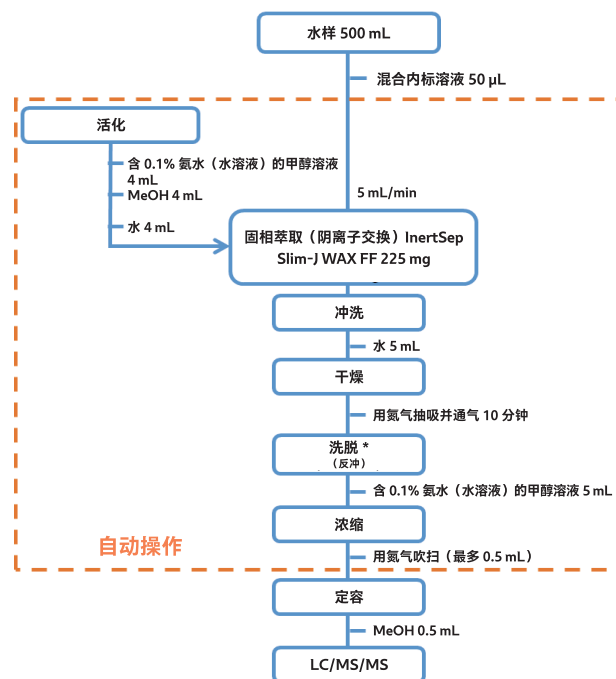 水样 500 mL
混合内标溶液 50 µL
活化
含 0.1% 氨水（水溶液）的甲醇溶液
4 mL
MeOH 4 mL
水 4 mL
5 mL/min
固相萃取（阴离子交换）InertSep
Slim-J WAX FF 225 mg
冲洗
水 5 mL
干燥
用氮气抽吸并通气 10 分钟
洗脱 *
（反冲）
含 0.1% 氨水（水溶液）的甲醇溶液 5 mL
浓缩
用氮气吹扫（最多 0.5 mL）
自动操作
定容
MeOH 0.5 mL
LC/MS/MS